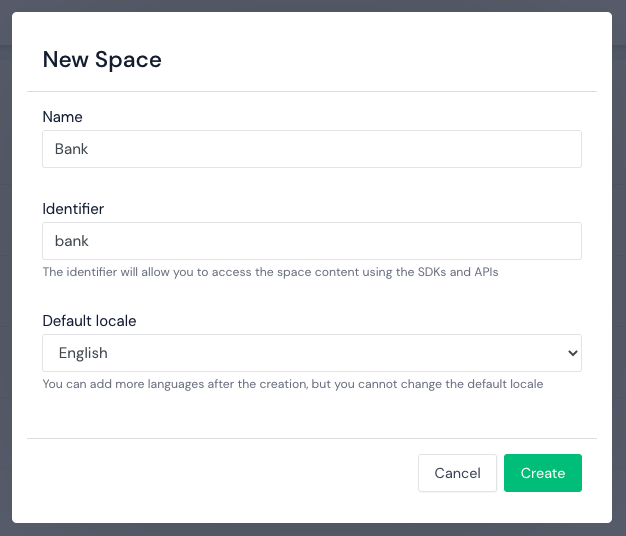 New Space
Name
Bank
Identifier
bank
The identifier will allow you to access the space content using the SDKs and APIs
Default locale
English
You can add more languages after the creation, but you cannot change the default locale
Cancel
Create